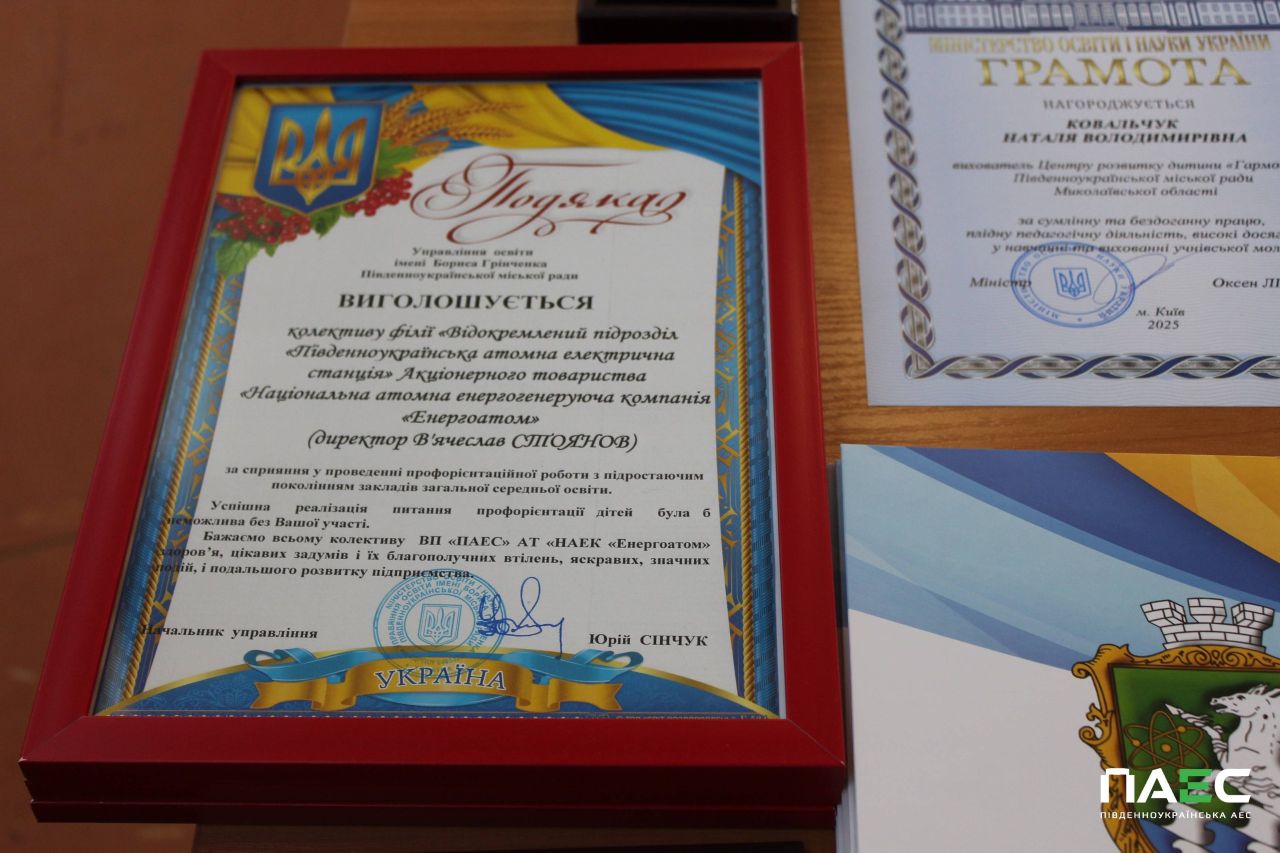 Подяка
Управління освіти
імені Бориса Грінченка
Південноукраїнської міської ради
ВИГОЛОШУЄТЬСЯ
колективу філії «Відокремлений підрозділ
«Південноукраїнська атомна електрична
станція» Акціонерного товариства
«Національна атомна енергогенеруюча компанія
«Енергоатом»
(директор В'ячеслав СТОЯНОВ)
за сприяння у проведенні профорієнтаційної роботи з підростаючим
поколінням закладів загальної середньої освіти.
Успішна реалізація питання профорієнтації дітей була б
неможлива без Вашої участі.
Бажаємо всьому колективу ВП «ПАЕС» АТ «НАЕК «Енергоатом»
здоров’я, цікавих задумів і їх благополучних втілень, яскравих, значних
подій, і подальшого розвитку підприємства.
Начальник управління
Юрій СІНЧУК
УКРАЇНА
МІНІСТЕРСТВО ОСВІТИ І НАУКИ УКРАЇНИ
ГРАМОТА
НАГОРОДЖУЄТЬСЯ
КОВАЛЬЧУК
НАТАЛЯ ВОЛОДИМИРІВНА
вихователь Центру розвитку дитини «Гармо
Південноукраїнської міської ради
Миколаївської області
за сумлінну та бездоганну працю,
плідну педагогічну діяльність, високі досяг
у навчанні та вихованні учнівської мол
Міністр
Оксен ЛІ
м. Київ
2025
ПАЕС
ПІВДЕННОУКРАЇНСЬКА АЕС